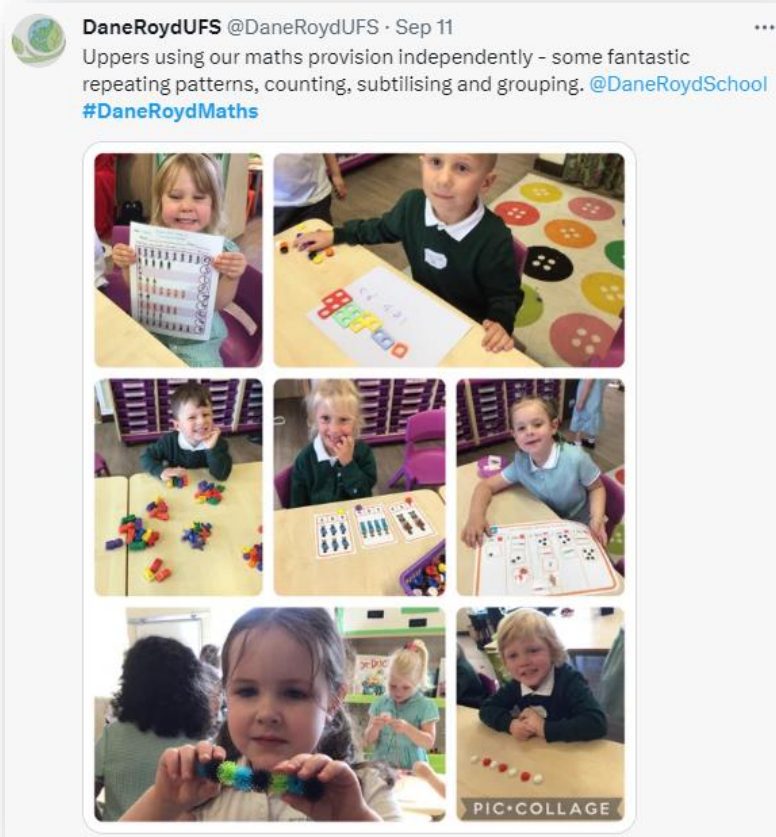 DaneRoydUFS @DaneRoydUFS · Sep 11
Uppers using our maths provision independently - some fantastic
repeating patterns, counting, subtilising and grouping. @DaneRoydSchool
#DaneRoydMaths
PIC•COLLAGE